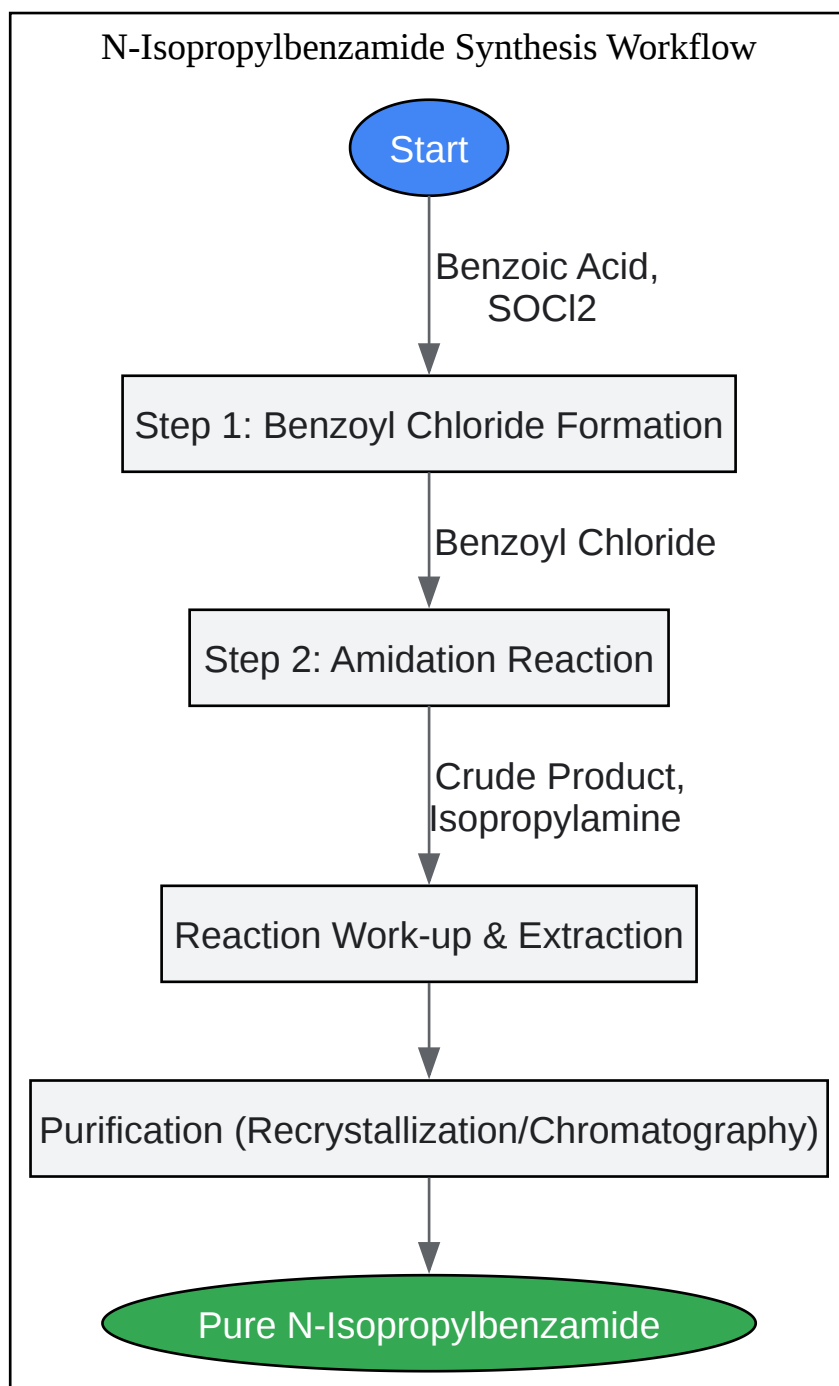 N-Isopropylbenzamide Synthesis Workflow
Start
Benzoic Acid,
SOCl2
Step 1: Benzoyl Chloride Formation
Benzoyl Chloride
Step 2: Amidation Reaction
Crude Product,
Isopropylamine
Reaction Work-up & Extraction
Purification (Recrystallization/Chromatography)
Pure N-Isopropylbenzamide